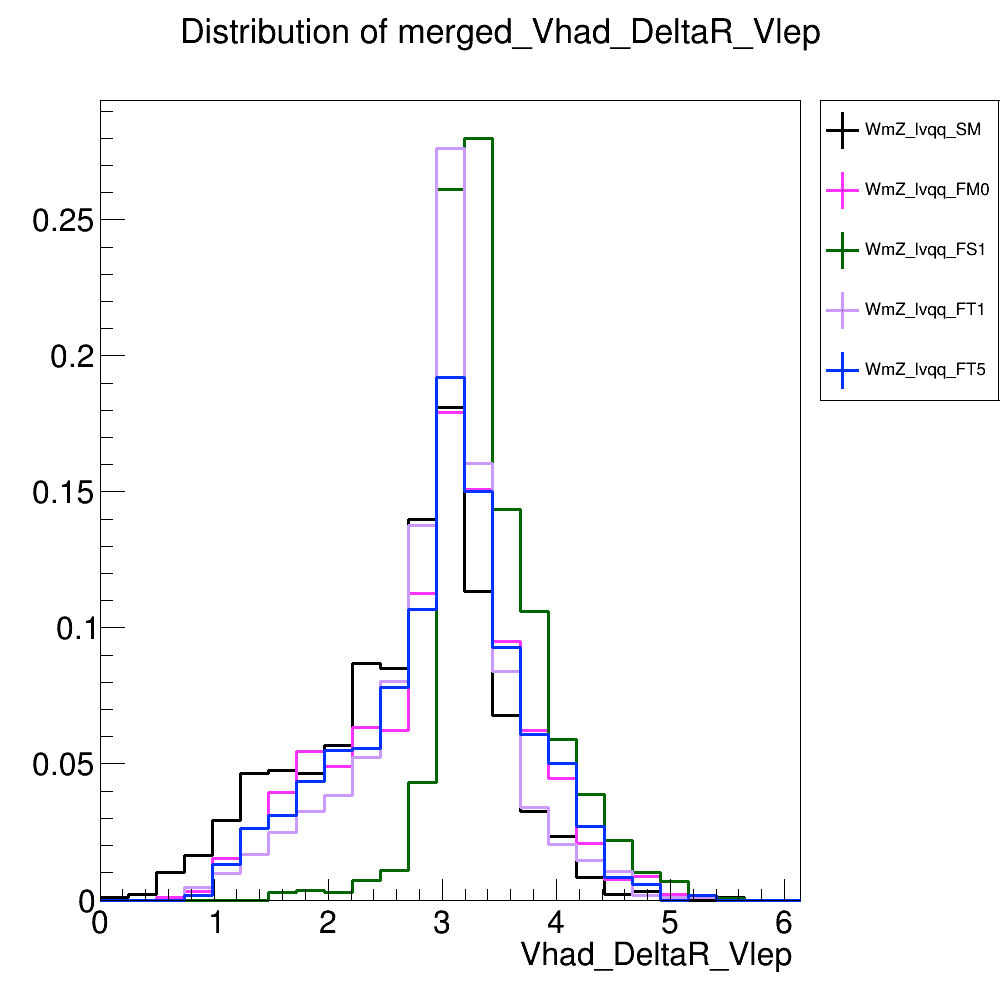 Distribution of merged_Vhad_DeltaR_Vlep
WmZ_lvqq_SM
WmZ_lvqq_FM0
WmZ_lvqq_FS1
WmZ_lvqq_FT1
WmZ_lvqq_FT5
0.25
0.2
0.15
0.1
0.05
0
0 1 2 3 4 5 6
Vhad_DeltaR_Vlep